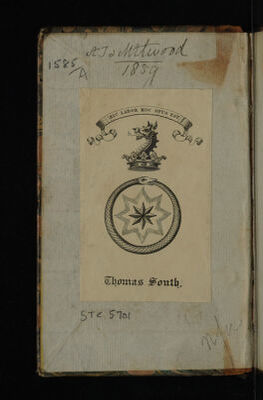 1859
1585
HIC LABOR HOC OPUS EST.
Thomas South.
STC 5701